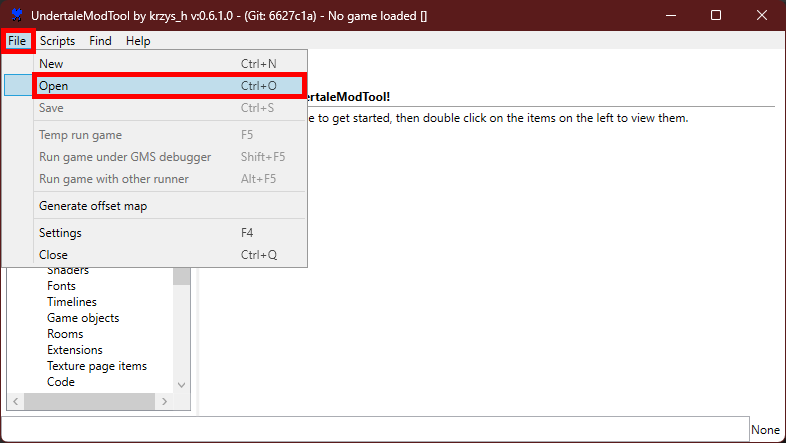 UndertaleModTool by krzys_h v:0.6.1.0 - (Git: 6627c1a) - No game loaded []
File Scripts Find Help
New Ctrl+N
Open Ctrl+O
Save Ctrl+S
Temp run game F5
Run game under GMS debugger Shift+F5
Run game with other runner Alt+F5
Generate offset map
Settings F4
Close Ctrl+Q
ertaleModTool!
e to get started, then double click on the items on the left to view them.
Shaders
Fonts
Timelines
Game objects
Rooms
Extensions
Texture page items
Code
None